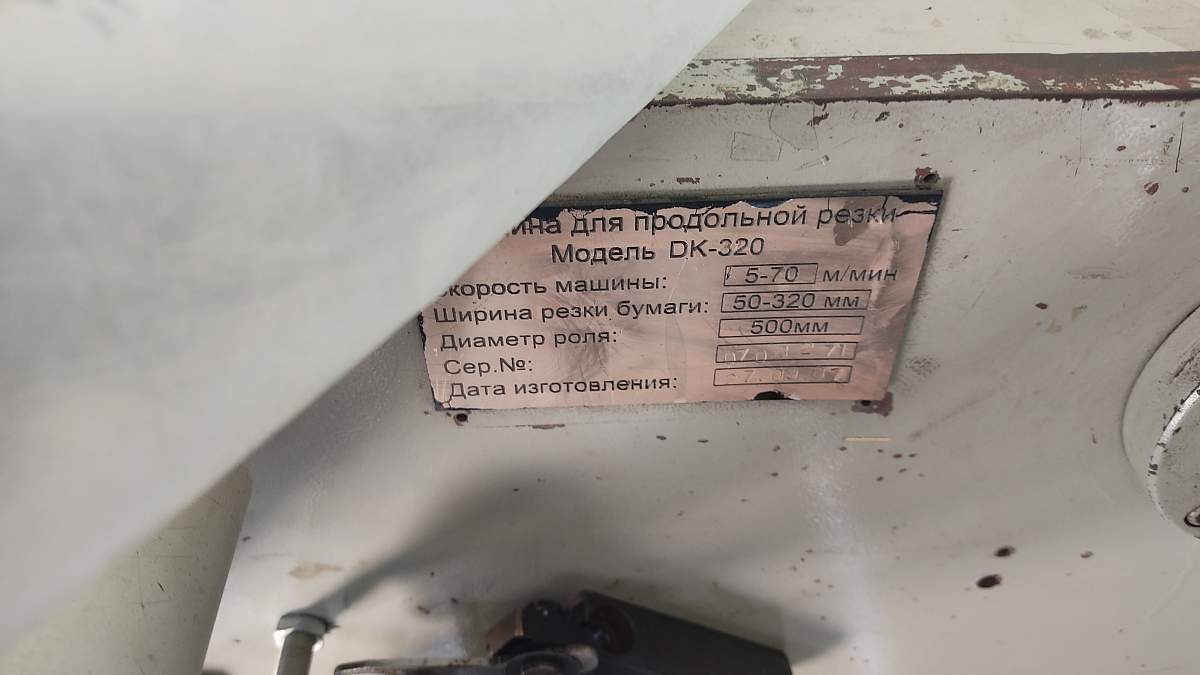 для продольной резки
Модель DK-320
скорость машины: 5-70 м/мин
Ширина резки бумаги: 50-320 мм
Диаметр роля: 500мм
Сер.№:
Дата изготовления: